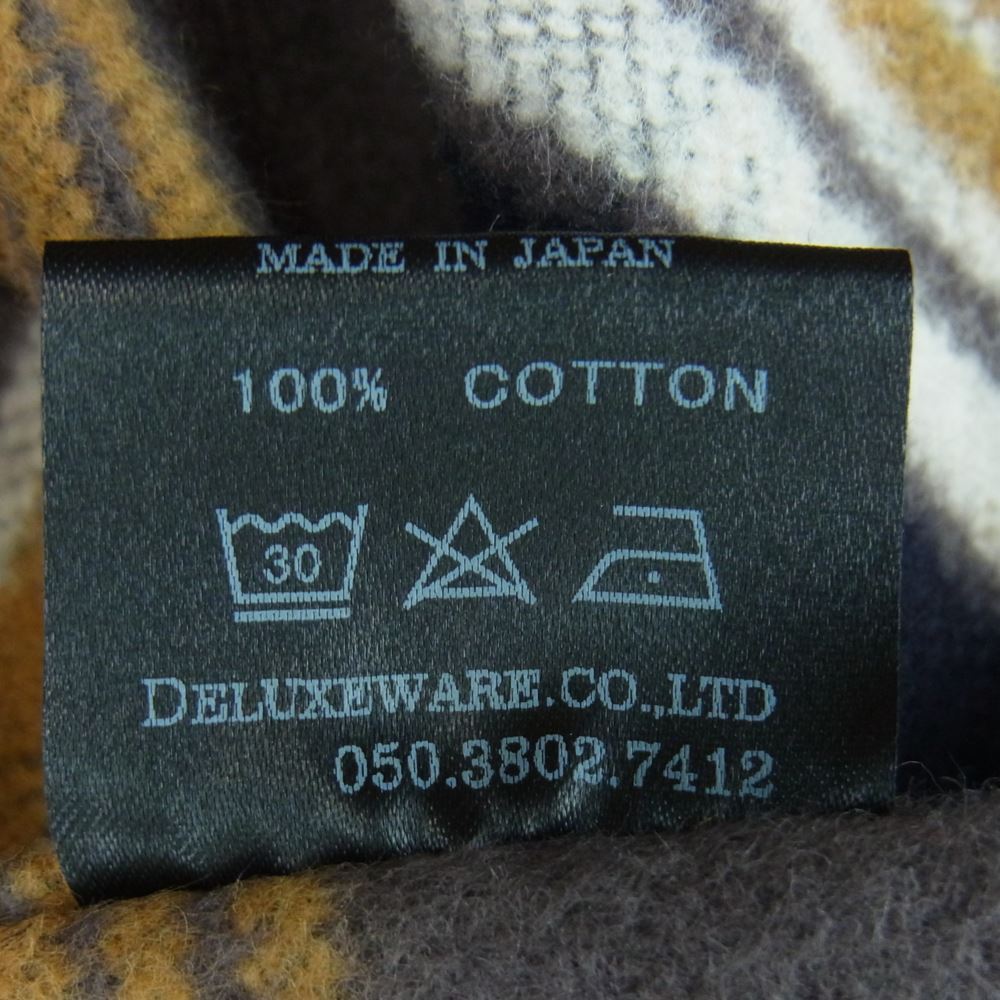 MADE IN JAPAN
100% COTTON
30
DELUXEWARE.CO.,LTD
050.3802.7412